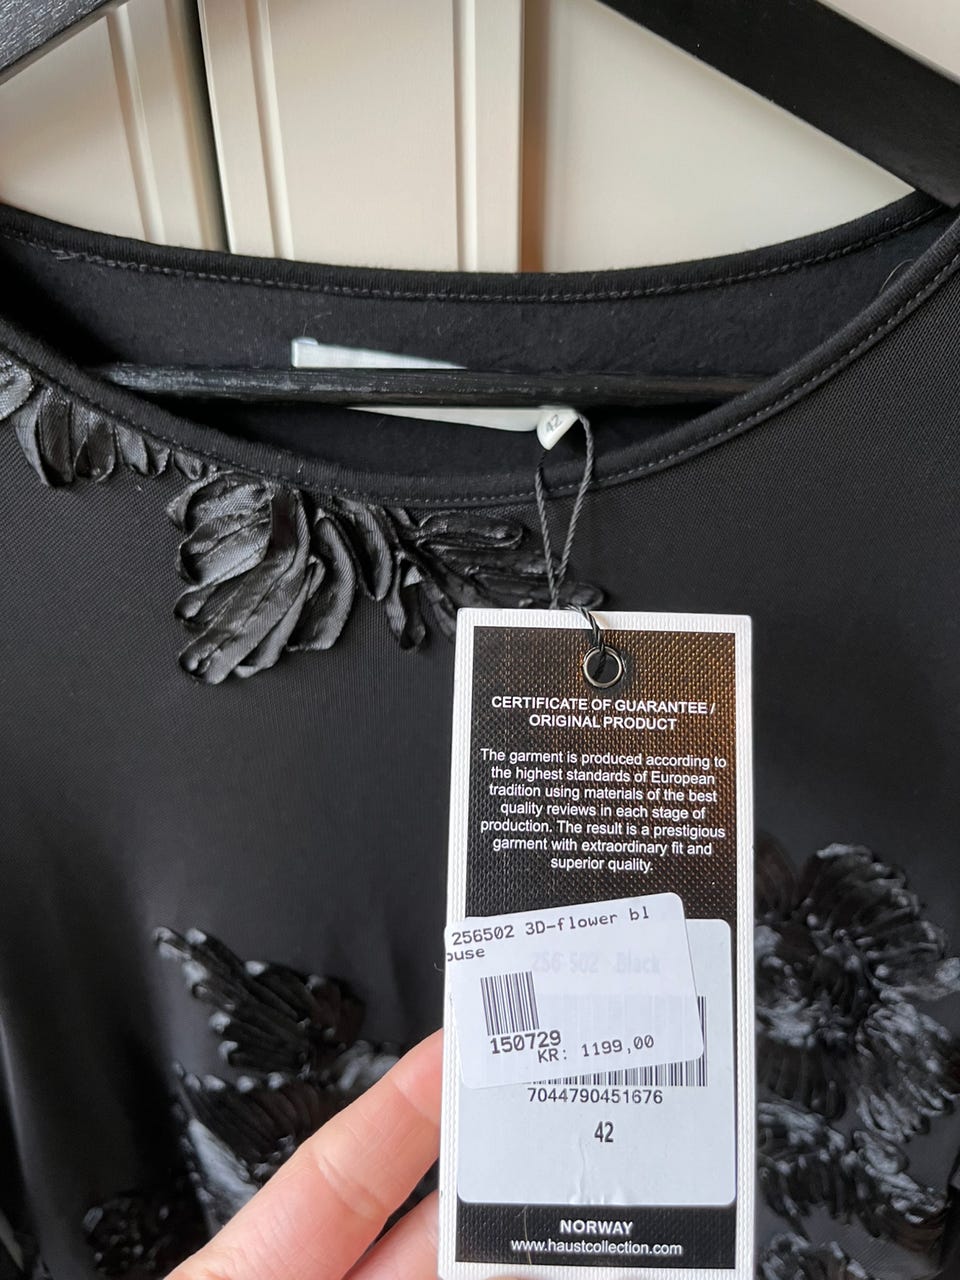 42
CERTIFICATE OF GUARANTEE /
ORIGINAL PRODUCT
The garment is produced according to
the highest standards of European
tradition using materials of the best
quality reviews in each stage of
production. The result is a prestigious
garment with extraordinary fit and
superior quality.
256502 3D-flower bl
ouse
256-502 Black
150729
KR: 1199,00
7044790451676
42
NORWAY
www.haustcollection.com